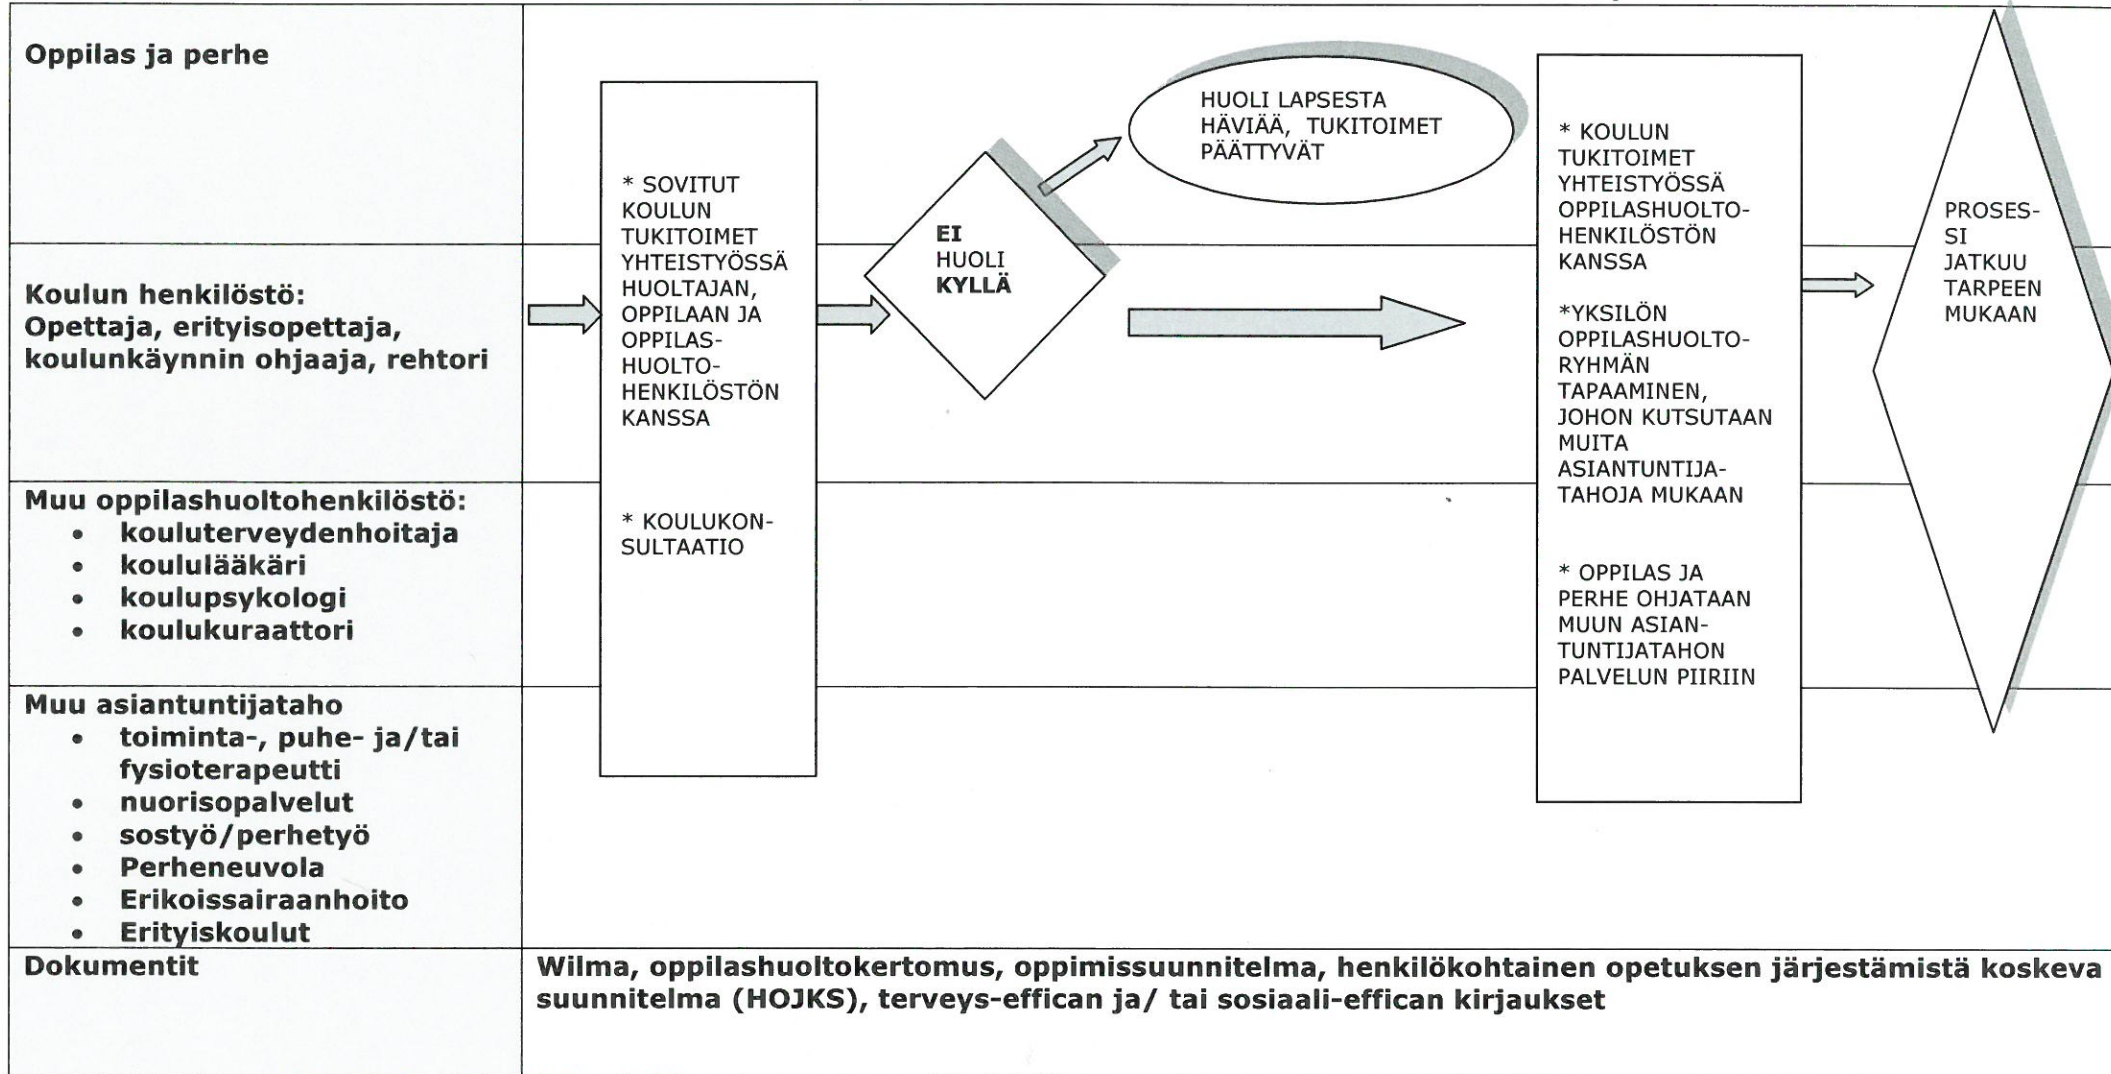 Oppilas ja perhe
Koulun henkilöstö:
Opettaja, erityisopettaja,
koulunkäynnin ohjaaja, rehtori
Muu oppilashuoltohenkilöstö:
• kouluterveydenhoitaja
• koululääkäri
• koulupsykologi
• koulukuraattori
Muu asiantuntijataho
• toiminta-, puhe- ja/tai
fysioterapeutti
• nuorisopalvelut
• sostyö/perhetyö
• Perheneuvola
• Erikoissairaanhoito
• Erityiskoulut
* SOVITUT
KOULUN
TUKITOIMET
YHTEISTYÖSSÄ
HUOLTAJAN,
OPPILAAN JA
OPPILAS-
HUOLTO-
HENKILÖSTÖN
KANSSA
* KOULUKON-
SULTAATIO
EI
HUOLI
KYLLÄ
HUOLI LAPSESTA
HÄVIÄÄ, TUKITOIMET
PÄÄTTYVÄT
* KOULUN
TUKITOIMET
YHTEISTYÖSSÄ
OPPILASHUOLTO-
HENKILÖSTÖN
KANSSA
*YKSILÖN
OPPILASHUOLTO-
RYHMÄN
TAPAAMINEN,
JOHON KUTSUTAAN
MUITA
ASIANTUNTIJA-
TAHOJA MUKAAN
* OPPILAS JA
PERHE OHJATAAN
MUUN ASIAN-
TUNTIJATAHON
PALVELUN PIIRIIN
PROSES-
SI
JATKUU
TARPEEN
MUKAAN
Dokumentit
Wilma, oppilashuoltokertomus, oppimissuunnitelma, henkilökohtainen opetuksen järjestämistä koskeva
suunnitelma (HOJKS), terveys-effican ja/ tai sosiaali-effican kirjaukset